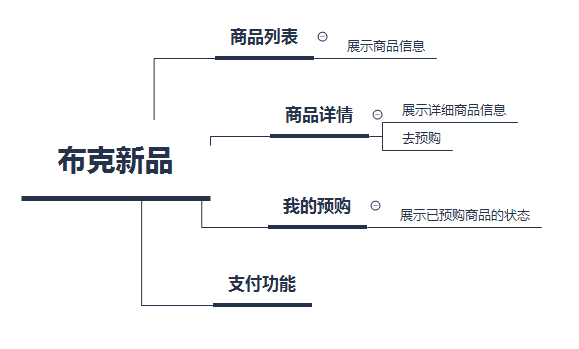 商品列表
展示商品信息
商品详情
展示详细商品信息
去预购
布克新品
我的预购
展示已预购商品的状态
支付功能